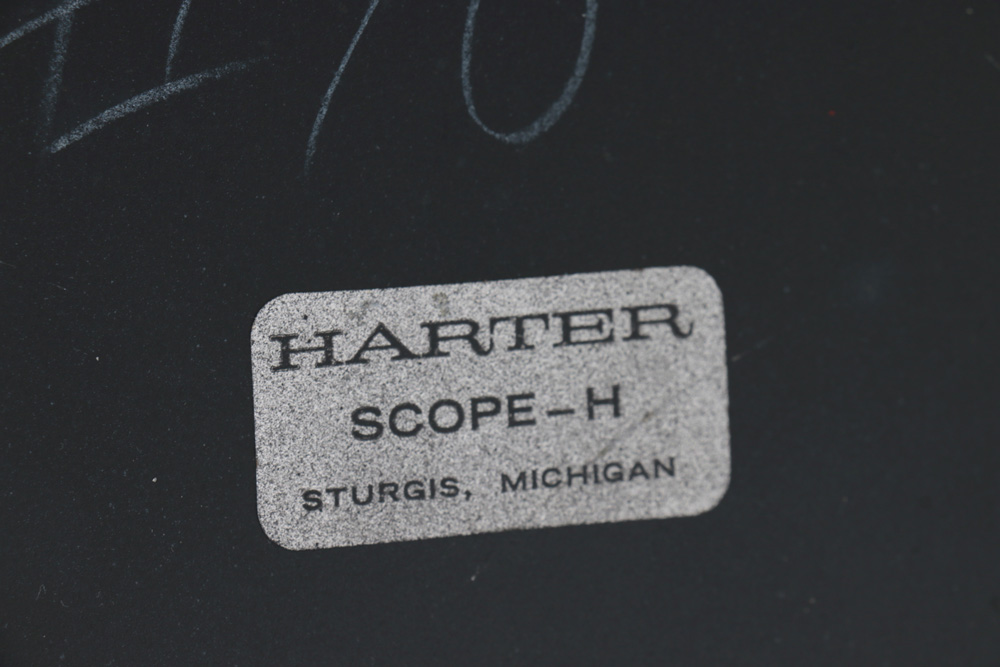 HARTER
SCOPE-H
STURGIS, MICHIGAN